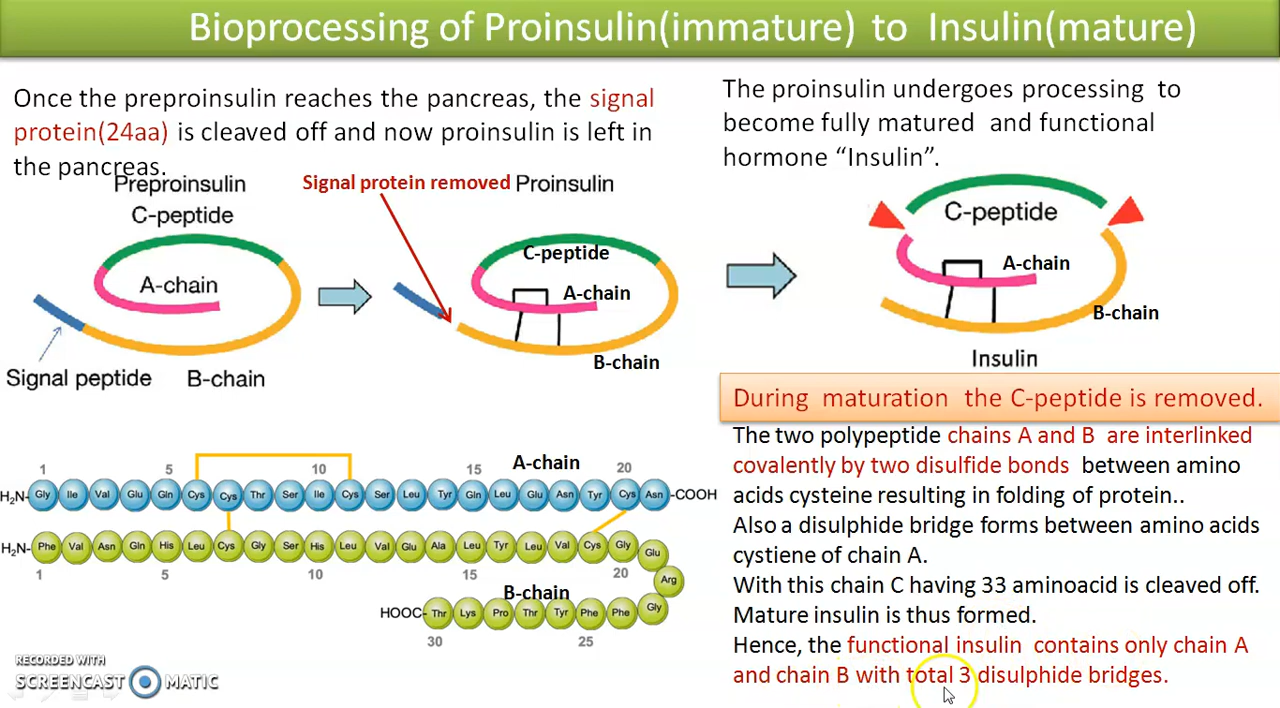 Bioprocessing of Proinsulin(immature) to Insulin(mature)
Once the preproinsulin reaches the pancreas, the signal
protein(24aa) is cleaved off and now proinsulin is left in
the pancreas.
Preproinsulin
C-peptide
A-chain
Signal peptide
B-chain
Signal protein removed
Proinsulin
C-peptide
A-chain
B-chain
The proinsulin undergoes processing to
become fully matured and functional
hormone “Insulin”.
C-peptide
A-chain
B-chain
Insulin
During maturation the C-peptide is removed.
The two polypeptide chains A and B are interlinked
covalently by two disulfide bonds between amino
acids cysteine resulting in folding of protein..
Also a disulphide bridge forms between amino acids
cystiene of chain A.
With this chain C having 33 aminoacid is cleaved off.
Mature insulin is thus formed.
Hence, the functional insulin contains only chain A
and chain B with total 3 disulphide bridges.
A-chain
1 5 10 15 20
H₂N- Gly Ile Val Glu Gln Cys Cys Thr Ser Ile Cys Ser Leu Tyr Gln Leu Glu Asn Tyr Cys Asn -COOH
H₂N- Phe Val Asn Gln His Leu Cys Gly Ser His Leu Val Glu Ala Leu Tyr Leu Val Cys Gly Glu
1 5 10 15 20
Arg
B-chain
HOOC- Thr Lys Pro Thr Tyr Phe Phe Gly
30 25
RECORDED WITH
SCREENCAST MATIC